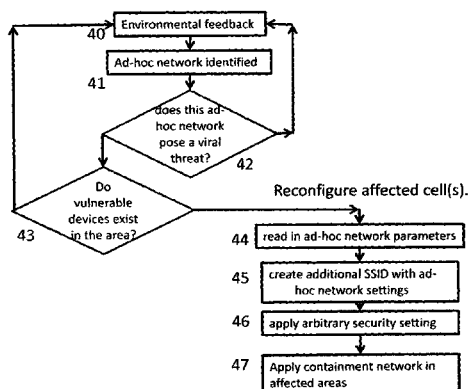 40
Environmental feedback
Ad-hoc network identified
41
does this ad-
hoc network
pose a viral
threat?
42
Do
vulnerable
devices exist
in the area?
43
Reconfigure affected cell(s).
44
read in ad-hoc network parameters
45
create additional SSID with ad-
hoc network settings
46
apply arbitrary security setting
47
Apply containment network in
affected areas